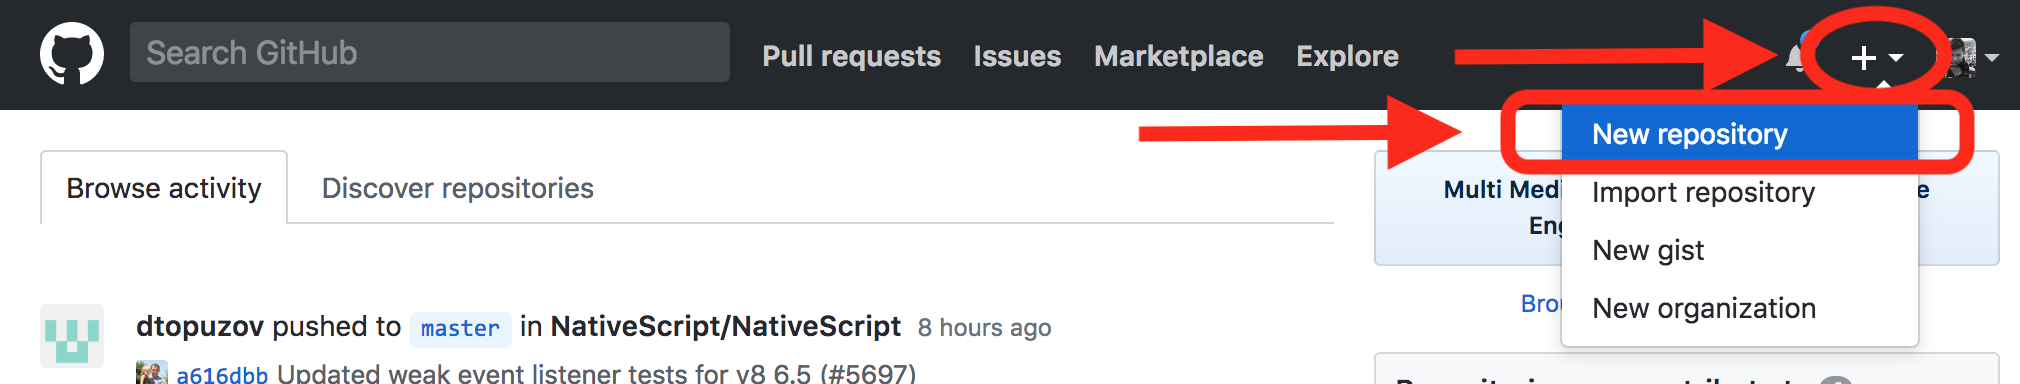 Search GitHub
Pull requests
Issues
Marketplace
Explore
New repository
Import repository
New gist
New organization
Browse activity
Discover repositories
Multi Med
e
dtopuzov pushed to master in NativeScript/NativeScript 8 hours ago
a616dbb Updated weak event listener tests for v8 6.5 (#5697)